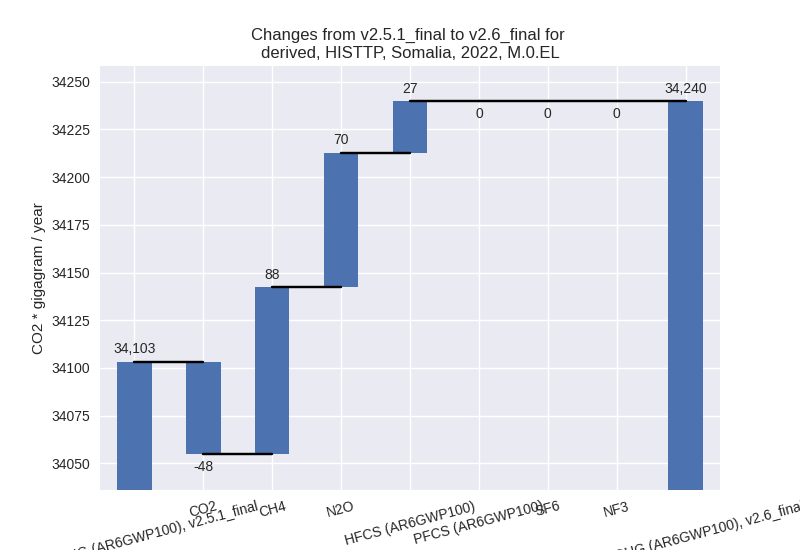 Changes from v2.5.1_final to v2.6_final for
derived, HISTTP, Somalia, 2022, M.0.EL
CO2 * gigagram / year
34250
34225
34200
34175
34150
34125
34100
34075
34050
34,103
-48
88
70
27
0
0
0
34,240
(AR6GWP100), v2.5.1_final
CO2
CH4
N2O
HFCS (AR6GWP100)
PFCS (AR6GWP100)
SF6
NF3
(AR6GWP100), v2.6_final